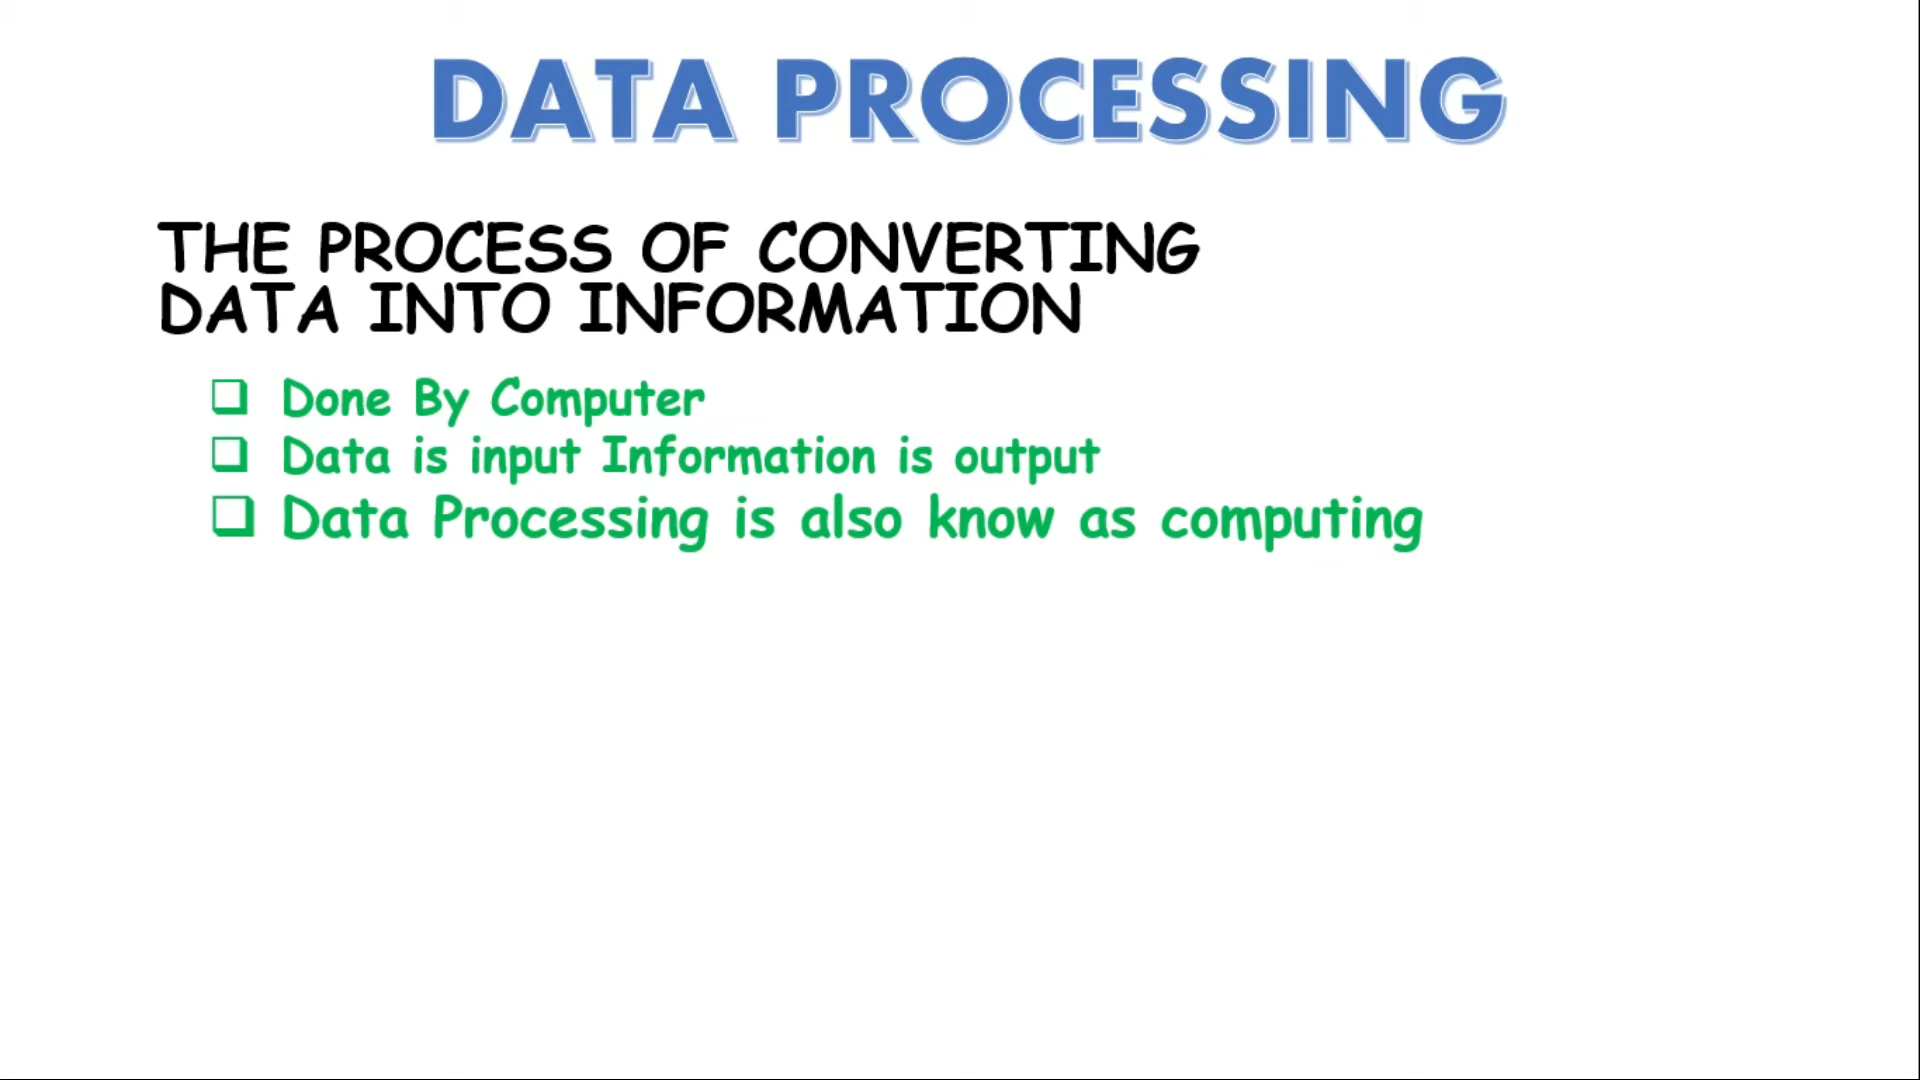 DATA PROCESSING
THE PROCESS OF CONVERTING
DATA INTO INFORMATION
Done By Computer
Data is input Information is output
Data Processing is also know as computing